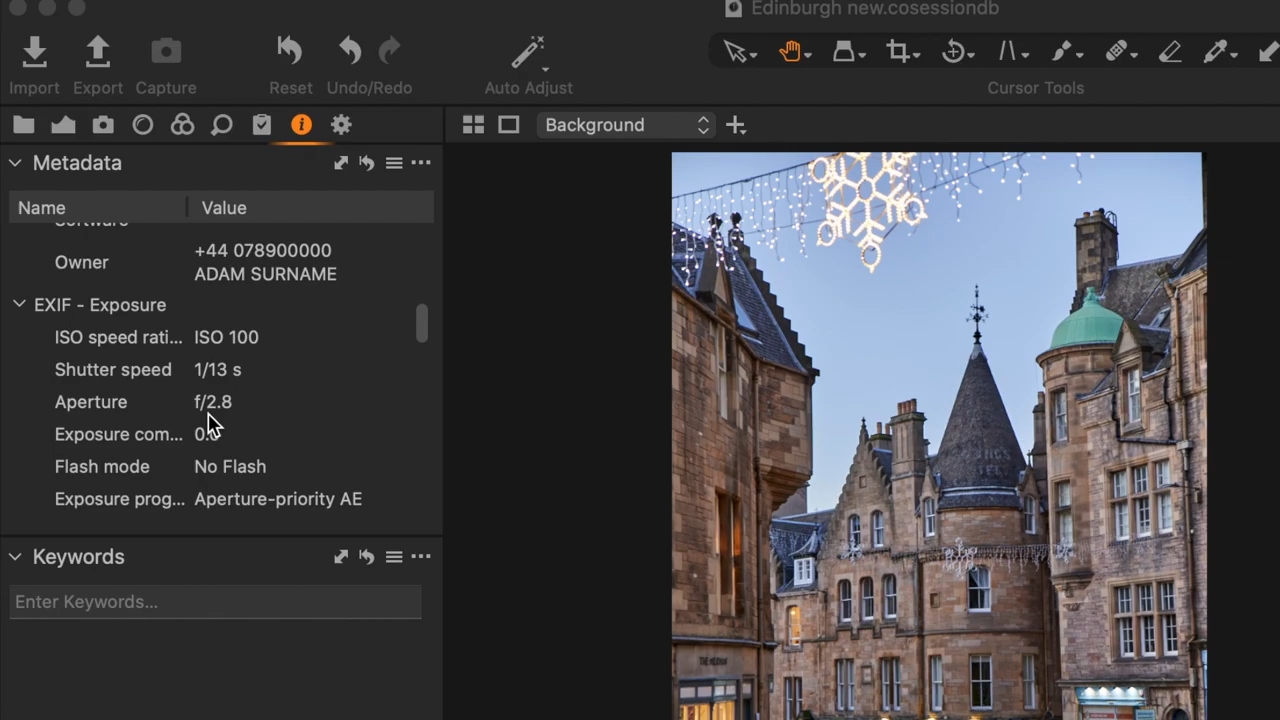 Edinburgh new.cosessiondb
Import
Export
Capture
Reset
Undo/Redo
Auto Adjust
Cursor Tools
Background
Metadata
Name Value
Software
Owner +44 078900000
ADAM SURNAME
EXIF - Exposure
ISO speed rati... ISO 100
Shutter speed 1/13 s
Aperture f/2.8
Exposure com...
Flash mode No Flash
Exposure prog... Aperture-priority AE
Keywords
Enter Keywords...